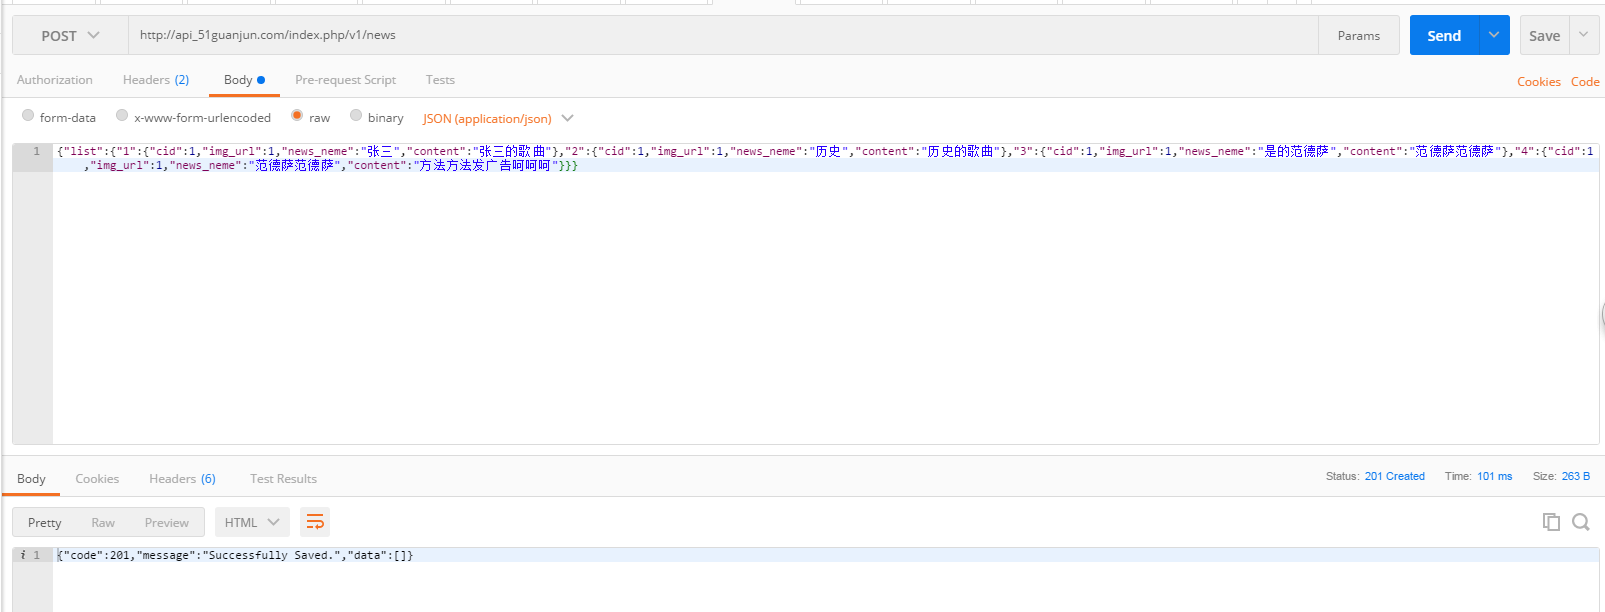 POST http://api_51guanjun.com/index.php/v1/news Params Send Save
Authorization Headers (2) Body Pre-request Script Tests Cookies Code
form-data x-www-form-urlencoded raw binary JSON (application/json)
1 {"list":{"1":{"cid":1,"img_url":1,"news_neme":"张三","content":"张三的歌曲"},"2":{"cid":1,"img_url":1,"news_neme":"历史","content":"历史的歌曲"},"3":{"cid":1,"img_url":1,"news_neme":"是的范德萨","content":"范德萨范德萨"},"4":{"cid":1
,"img_url":1,"news_neme":"范德萨范德萨","content":"方法方法发广告呵呵呵"}}}
Body Cookies Headers (6) Test Results Status: 201 Created Time: 101 ms Size: 263 B
Pretty Raw Preview HTML
i 1 {"code":201,"message":"Successfully Saved.","data":[]}